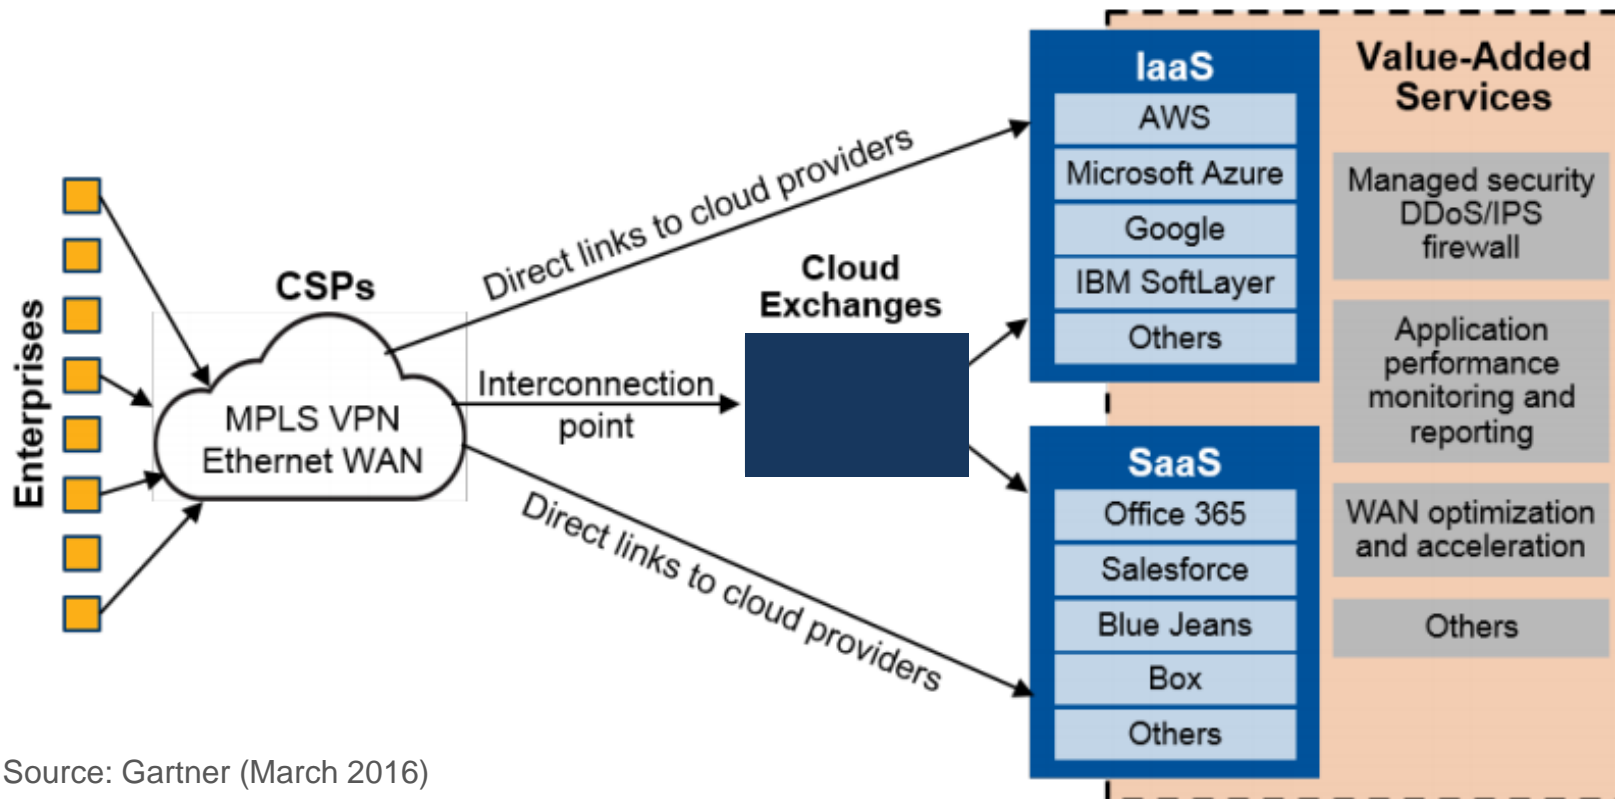 Enterprises
CSPs
MPLS VPN
Ethernet WAN
Direct links to cloud providers
Interconnection
point
Direct links to cloud providers
Cloud
Exchanges
IaaS
AWS
Microsoft Azure
Google
IBM SoftLayer
Others
SaaS
Office 365
Salesforce
Blue Jeans
Box
Others
Value-Added
Services
Managed security
DDoS/IPS
firewall
Application
performance
monitoring and
reporting
WAN optimization
and acceleration
Others
Source: Gartner (March 2016)